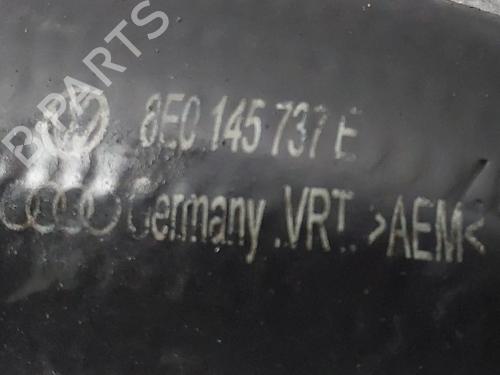 B-PARTS
8E0 145 737 E
Germany .VRT. >AEM<